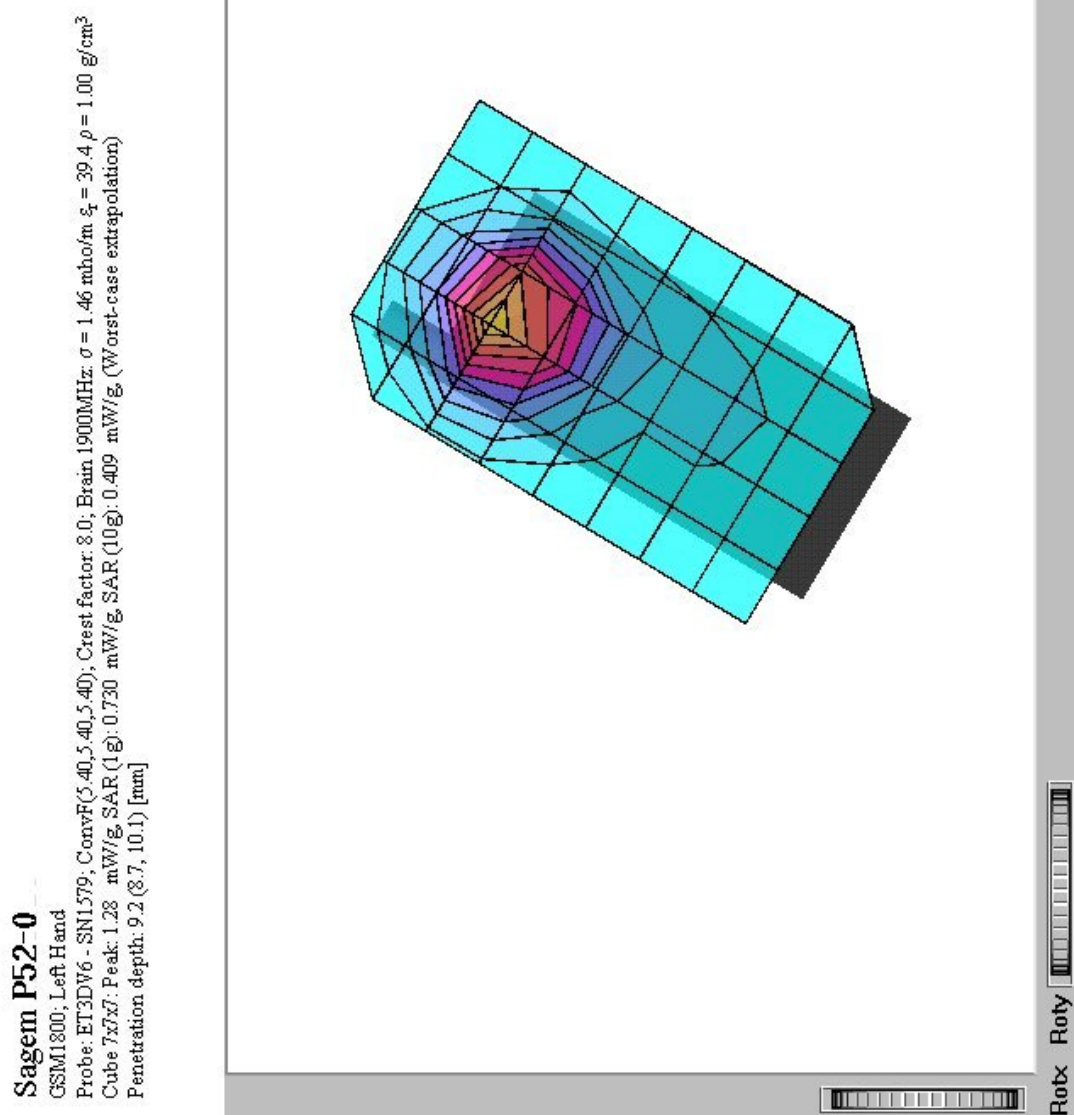 Sagem P52-0
GSM1800; Left Hand
Probe: ET3DV6 - SN1579; ConvF(5.40,5.40,5.40); Crest factor: 8.0; Brain 1900MHz: σ = 1.46 mho/m εr = 39.4 ρ = 1.00 g/cm³
Cube 7x7x7: Peak: 1.28 mW/g, SAR (1g): 0.730 mW/g, SAR (10g): 0.409 mW/g, (Worst-case extrapolation)
Penetration depth: 9.2 (8.7, 10.1) [mm]
Rotx Roty